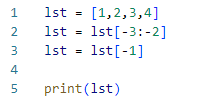 1 lst = [1,2,3,4]
2 lst = lst[-3:-2]
3 lst = lst[-1]
4
5 print(lst)